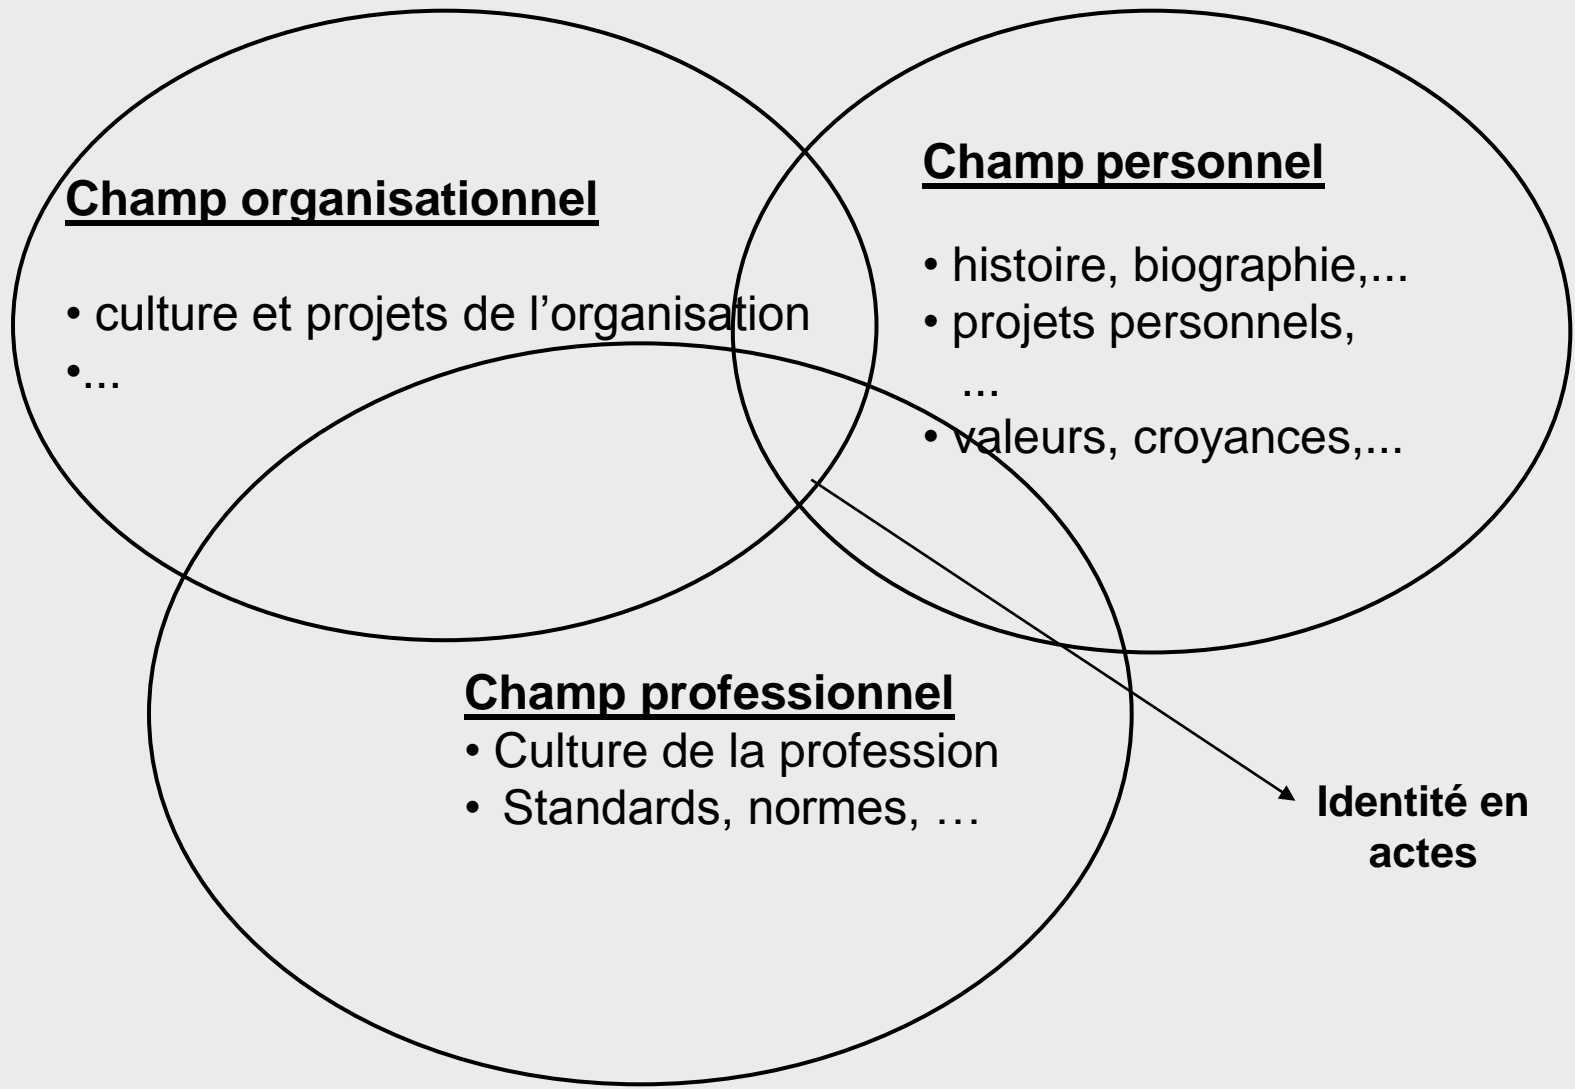 Champ organisationnel
• culture et projets de l’organisation
•...
Champ personnel
• histoire, biographie,...
• projets personnels,
...
• valeurs, croyances,...
Champ professionnel
• Culture de la profession
• Standards, normes, …
Identité en
actes